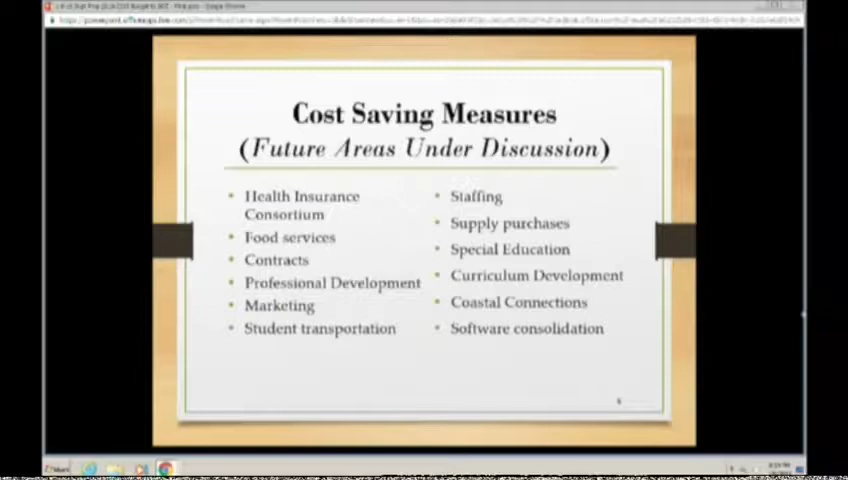 Cost Saving Measures
(Future Areas Under Discussion)
• Health Insurance
Consortium
• Food services
• Contracts
• Professional Development
• Marketing
• Student transportation
• Staffing
• Supply purchases
• Special Education
• Curriculum Development
• Coastal Connections
• Software consolidation